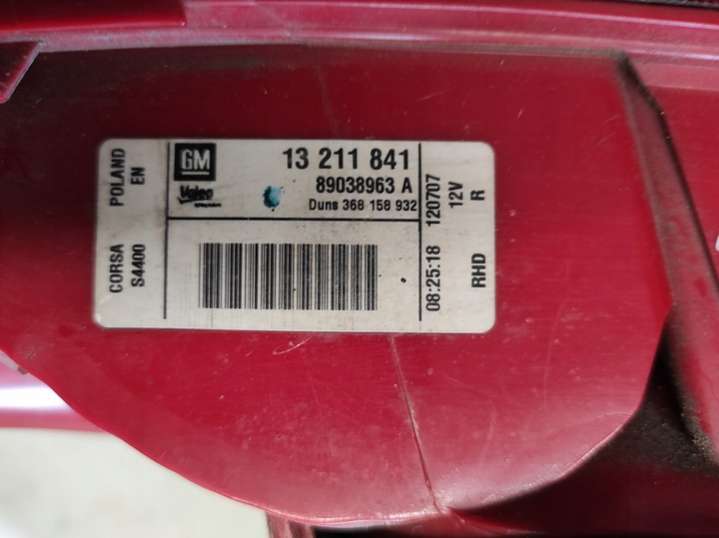 POLAND
EN
CORSA
S4400
GM
Valeo
13 211 841
89038963 A
Duns 368 158 932
120707
12V
R
08:25:18
RHD